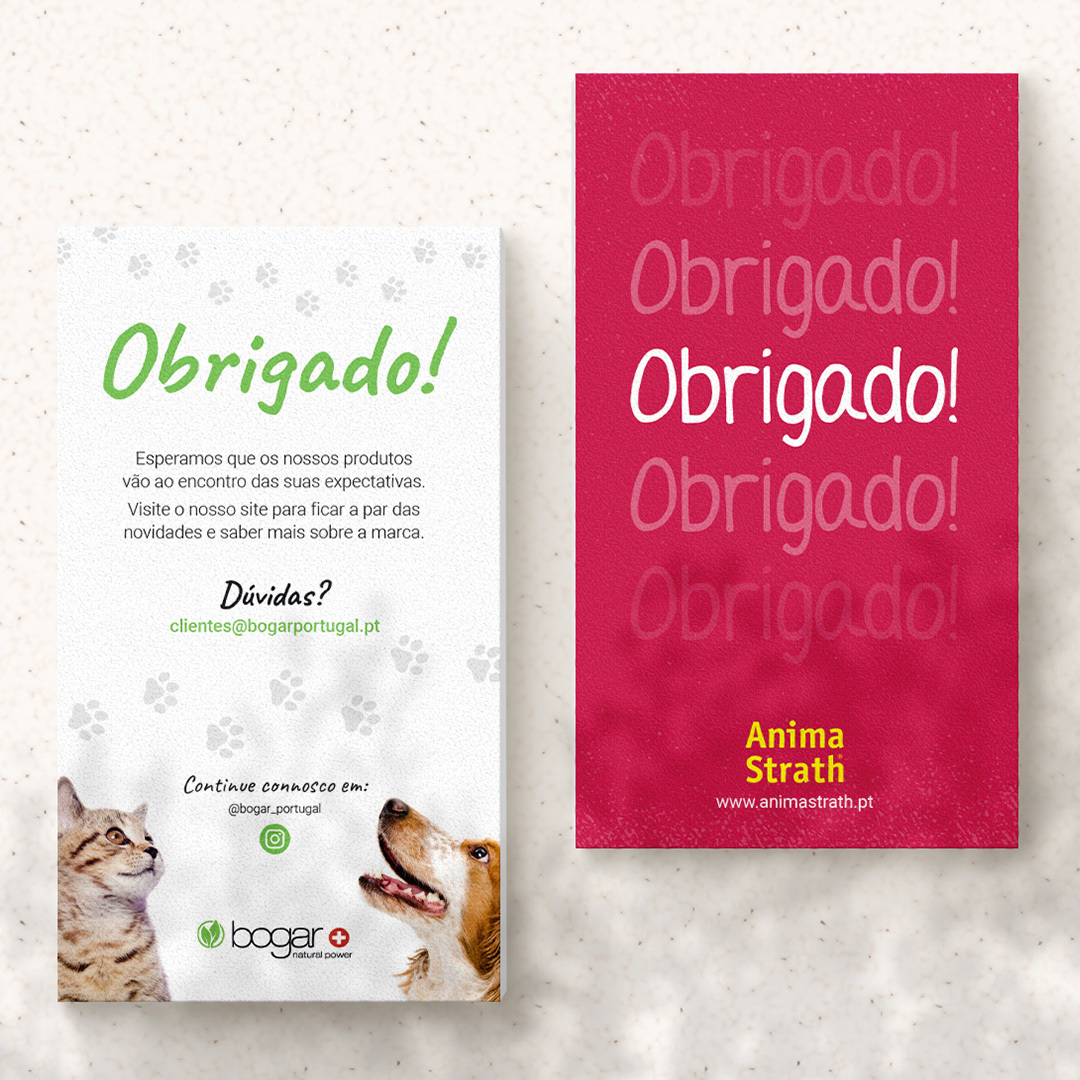 Obrigado!
Esperamos que os nossos produtos
vão ao encontro das suas expectativas.
Visite o nosso site para ficar a par das
novidades e saber mais sobre a marca.
Dúvidas?
clientes@bogarportugal.pt
Continue connosco em:
@bogar_portugal
bogar
natural power
Obrigado!
Obrigado!
Obrigado!
Obrigado!
Obrigado!
Anima
Strath®
www.animastrath.pt